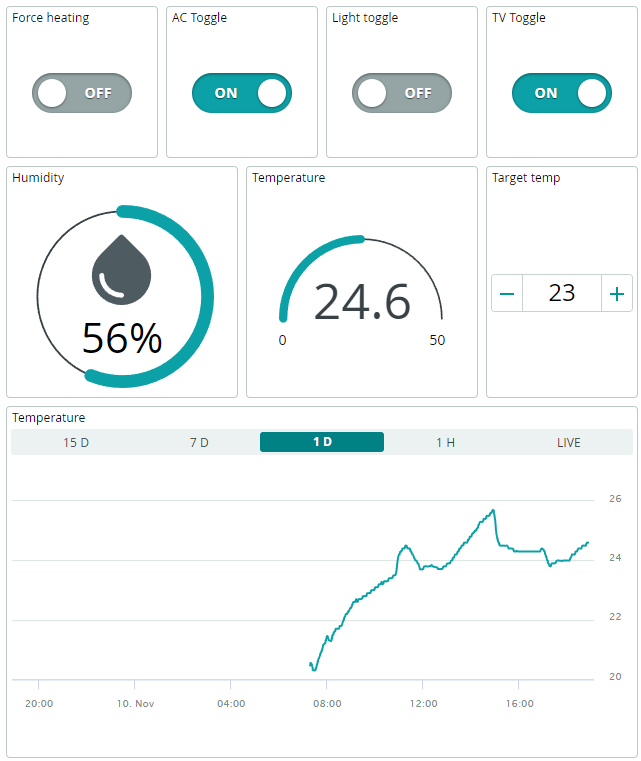 Force heating
AC Toggle
Light toggle
TV Toggle
OFF
ON
OFF
ON
Humidity
Temperature
Target temp
56%
24.6
0
50
− 23 +
Temperature
15 D
7 D
1 D
1 H
LIVE
26
24
22
20
20:00
10. Nov
04:00
08:00
12:00
16:00